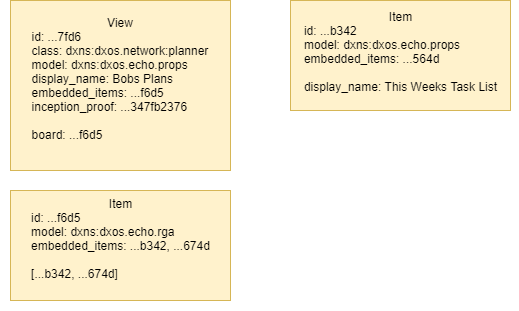 View
id: ...7fd6
class: dxns:dxos.network:planner
model: dxns:dxos.echo.props
display_name: Bobs Plans
embedded_items: ...f6d5
inception_proof: ...347fb2376
board: ...f6d5
Item
id: ...b342
model: dxns:dxos.echo.props
embedded_items: ...564d
display_name: This Weeks Task List
Item
id: ...f6d5
model: dxns:dxos.echo.rga
embedded_items: ...b342, ...674d
[...b342, ...674d]